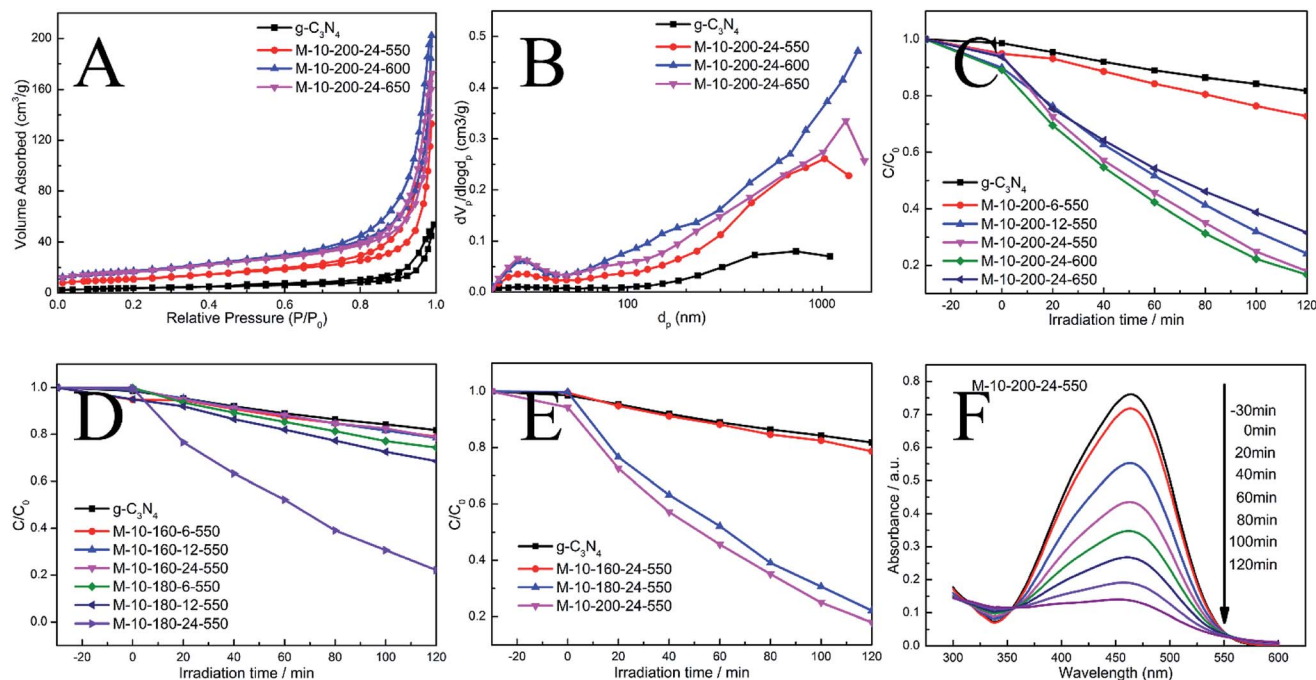 A
g-C₃N₄
M-10-200-24-550
M-10-200-24-600
M-10-200-24-650
Volume Adsorbed (cm³/g)
200
160
120
80
40
0
0.0
0.2
0.4
0.6
0.8
1.0
Relative Pressure (P/P₀)
B
g-C₃N₄
M-10-200-24-550
M-10-200-24-600
M-10-200-24-650
dVₚ/dlogdₚ (cm3/g)
0.5
0.4
0.3
0.2
0.1
0.0
100
1000
dₚ (nm)
C
C/C₀
1.0
0.8
0.6
0.4
0.2
g-C₃N₄
M-10-200-6-550
M-10-200-12-550
M-10-200-24-550
M-10-200-24-600
M-10-200-24-650
-20
0
20
40
60
80
100
120
Irradiation time / min
D
C/C₀
1.0
0.8
0.6
0.4
0.2
0.0
g-C₃N₄
M-10-160-6-550
M-10-160-12-550
M-10-160-24-550
M-10-180-6-550
M-10-180-12-550
M-10-180-24-550
-20
0
20
40
60
80
100
120
Irradiation time / min
E
C/C₀
1.0
0.8
0.6
0.4
0.2
g-C₃N₄
M-10-160-24-550
M-10-180-24-550
M-10-200-24-550
-20
0
20
40
60
80
100
120
Irradiation time / min
F
M-10-200-24-550
-30min
0min
20min
40min
60min
80min
100min
120min
Absorbance / a.u.
0.8
0.7
0.6
0.5
0.4
0.3
0.2
0.1
0.0
300
350
400
450
500
550
600
Wavelength (nm)